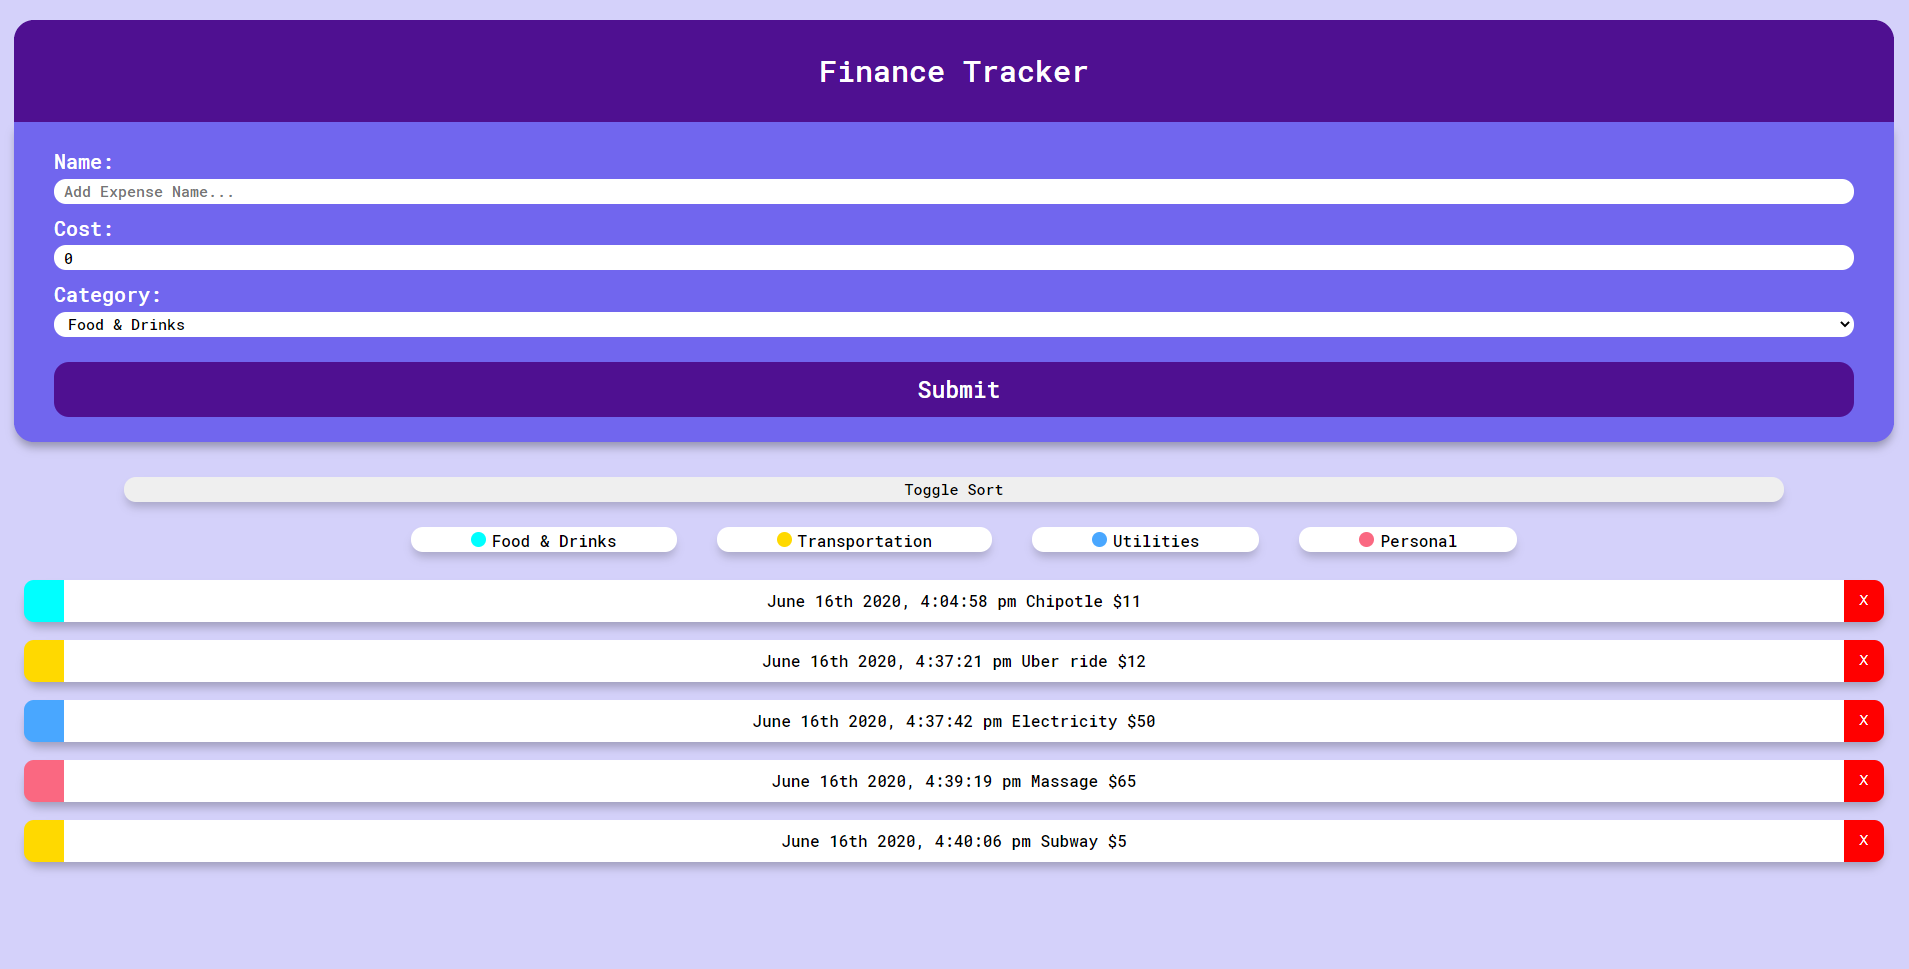 Finance Tracker
Name:
Add Expense Name...
Cost:
0
Category:
Food & Drinks
Submit
Toggle Sort
Food & Drinks Transportation Utilities Personal
June 16th 2020, 4:04:58 pm Chipotle $11 X
June 16th 2020, 4:37:21 pm Uber ride $12 X
June 16th 2020, 4:37:42 pm Electricity $50 X
June 16th 2020, 4:39:19 pm Massage $65 X
June 16th 2020, 4:40:06 pm Subway $5 X